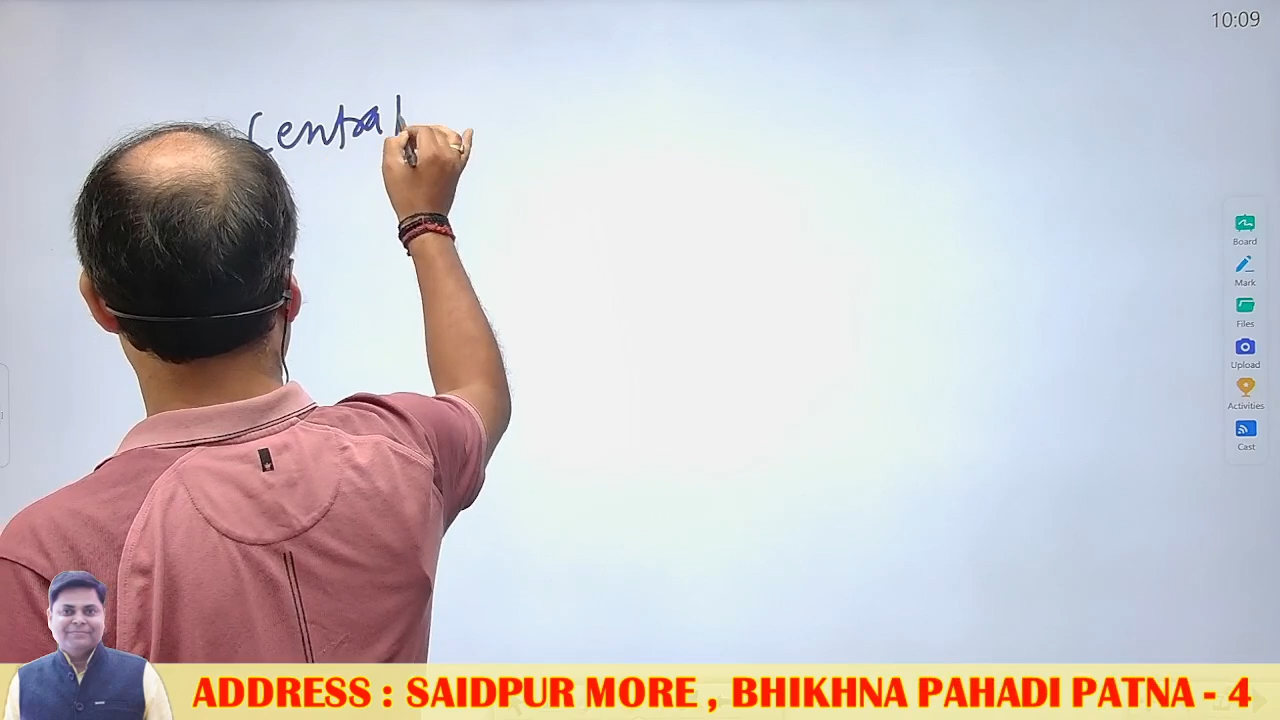 10:09
Central
Board
Mark
Files
Upload
Activities
Cast
ADDRESS : SAIDPUR MORE , BHIKHNA PAHADI PATNA - 4